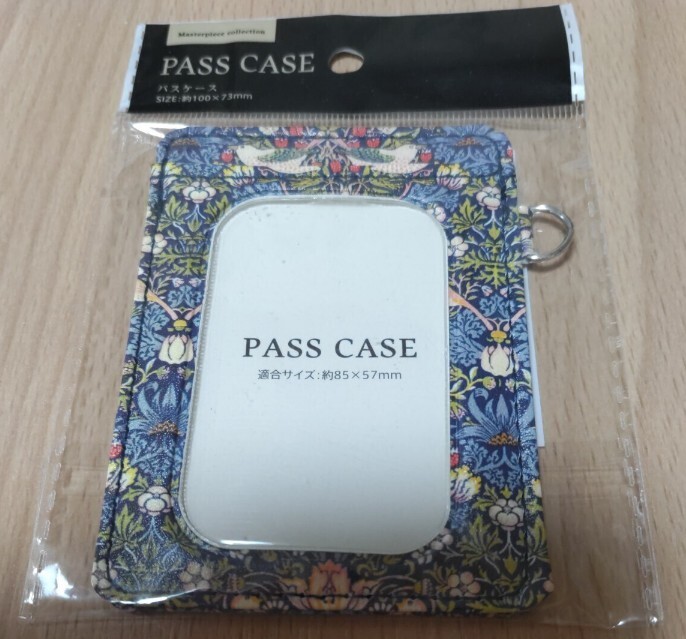 Masterpiece collection
PASS CASE
パスケース
SIZE:約100×73mm
PASS CASE
適合サイズ:約85×57mm